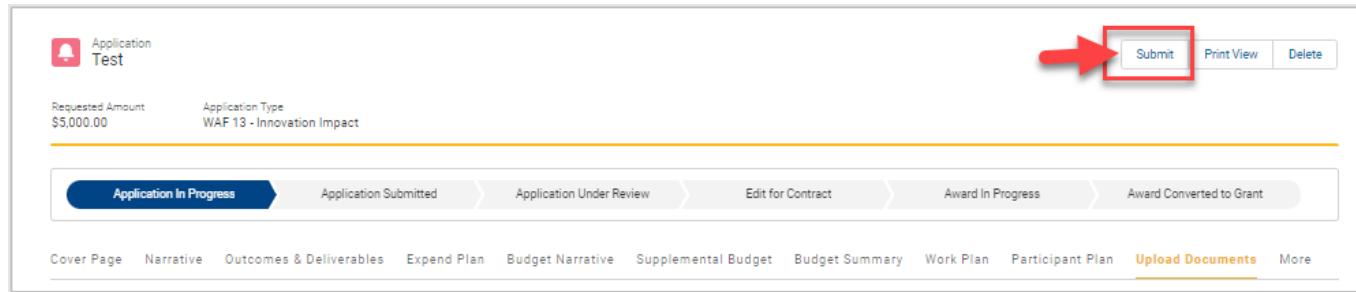 Application
Test
Submit Print View Delete
Requested Amount Application Type
$5,000.00 WAF 13 - Innovation Impact
Application In Progress Application Submitted Application Under Review Edit for Contract Award In Progress Award Converted to Grant
Cover Page Narrative Outcomes & Deliverables Expend Plan Budget Narrative Supplemental Budget Budget Summary Work Plan Participant Plan Upload Documents More